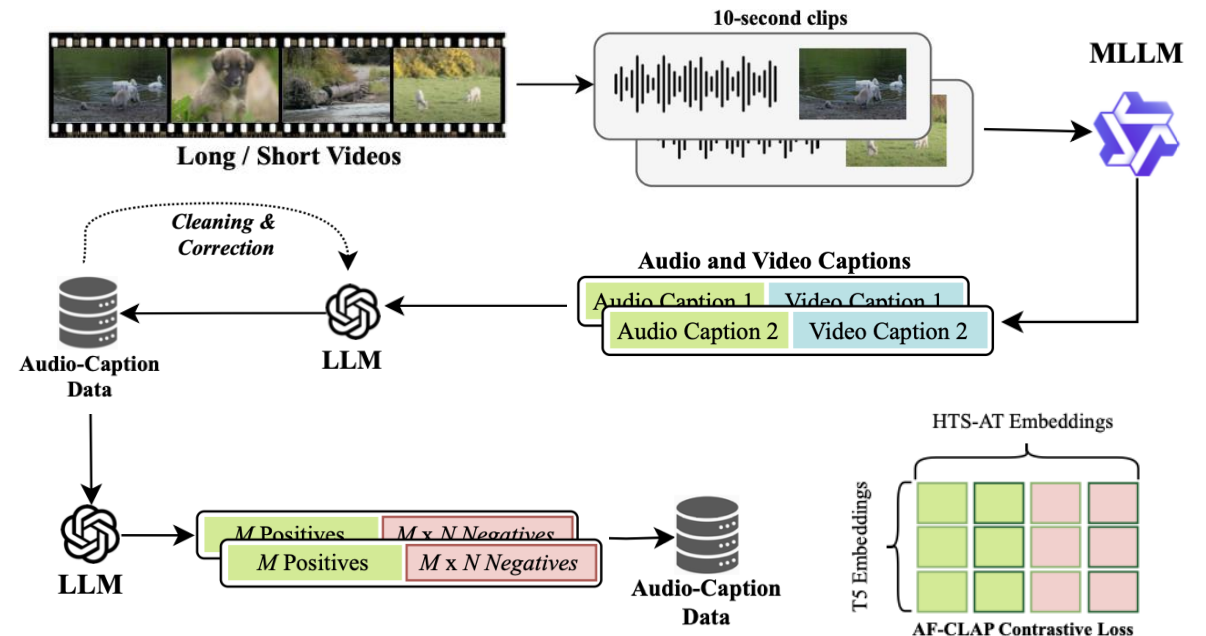 10-second clips
MLLM
Long / Short Videos
Cleaning &
Correction
Audio and Video Captions
Audio Caption 1 Video Caption 1
Audio Caption 2 Video Caption 2
LLM
Audio-Caption
Data
HTS-AT Embeddings
T5 Embeddings
M Positives M x N Negatives
M Positives M x N Negatives
LLM
Audio-Caption
Data
AF-CLAP Contrastive Loss